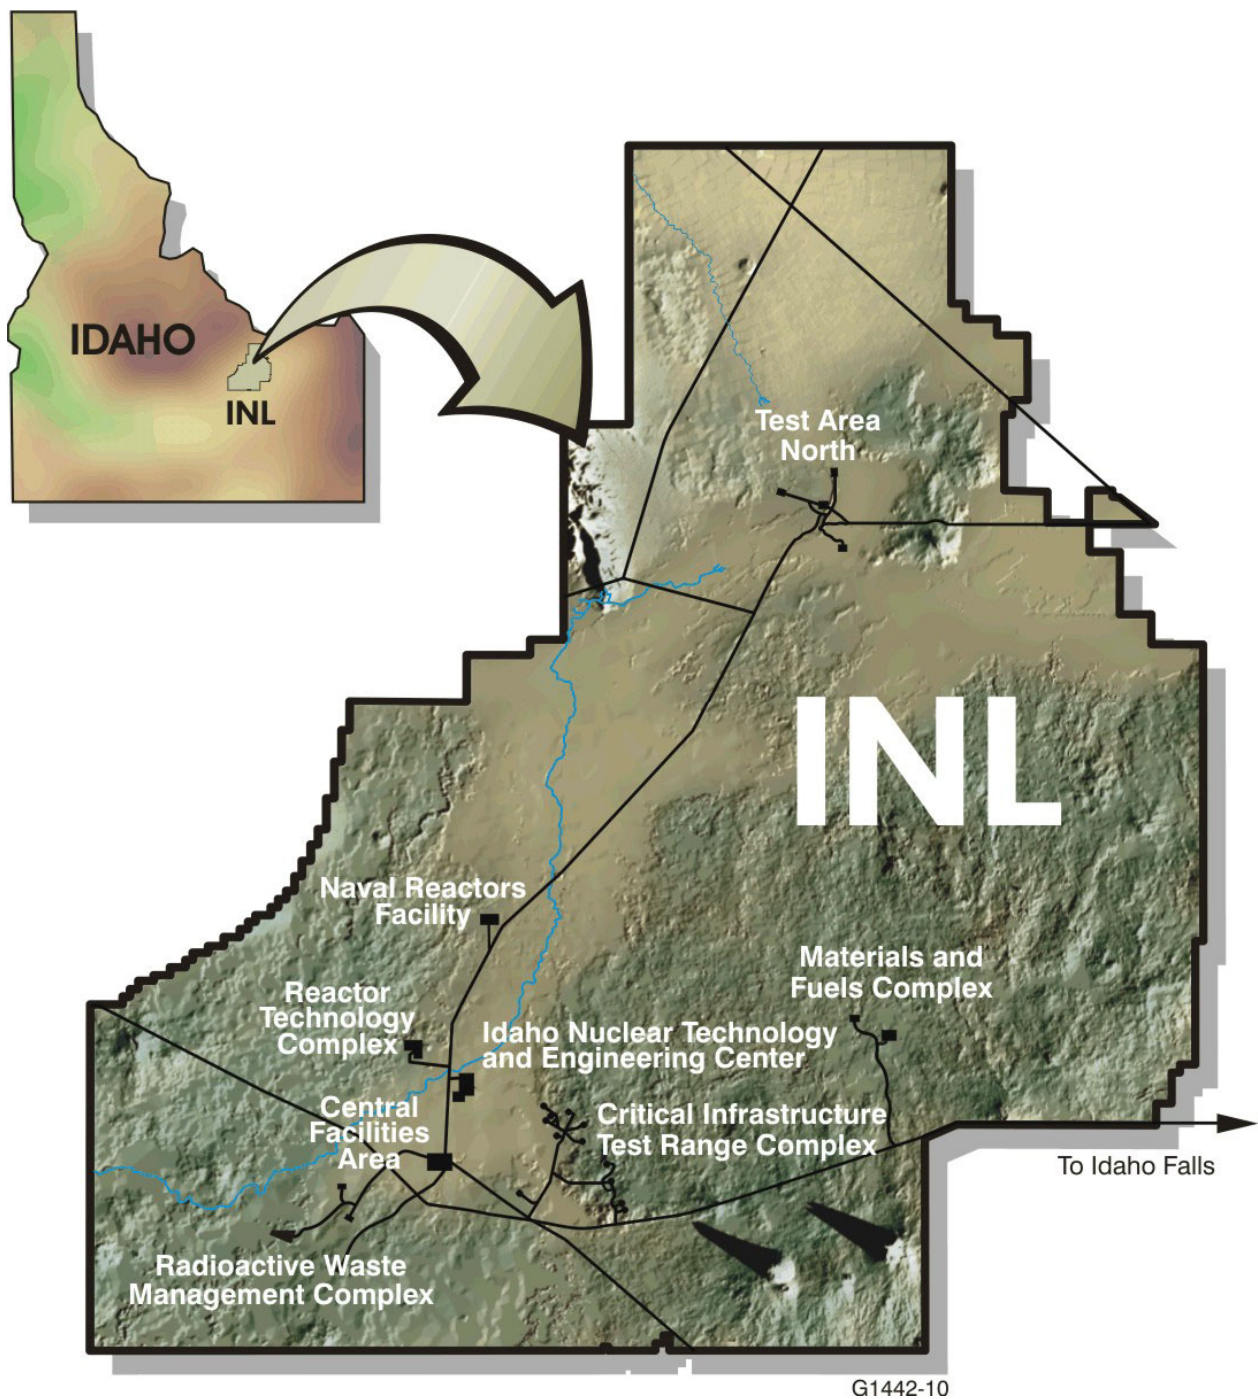 IDAHO
INL
Test Area
North
INL
Naval Reactors
Facility
Materials and
Fuels Complex
Reactor
Technology
Complex
Idaho Nuclear Technology
and Engineering Center
Central
Facilities
Area
Critical Infrastructure
Test Range Complex
To Idaho Falls
Radioactive Waste
Management Complex
G1442-10